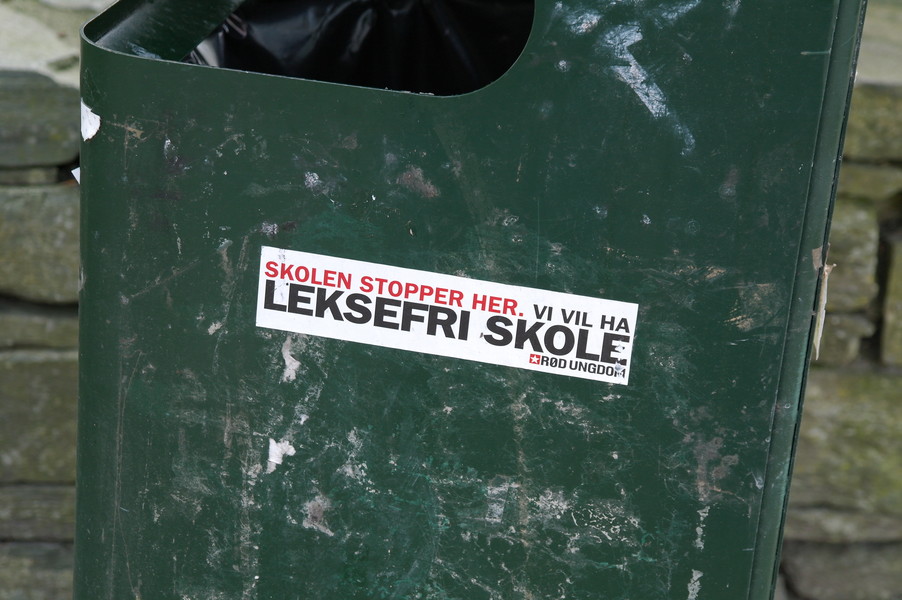 SKOLEN STOPPER HER. VI VIL HA
LEKSEFRI SKOLE
RØD UNGDOM